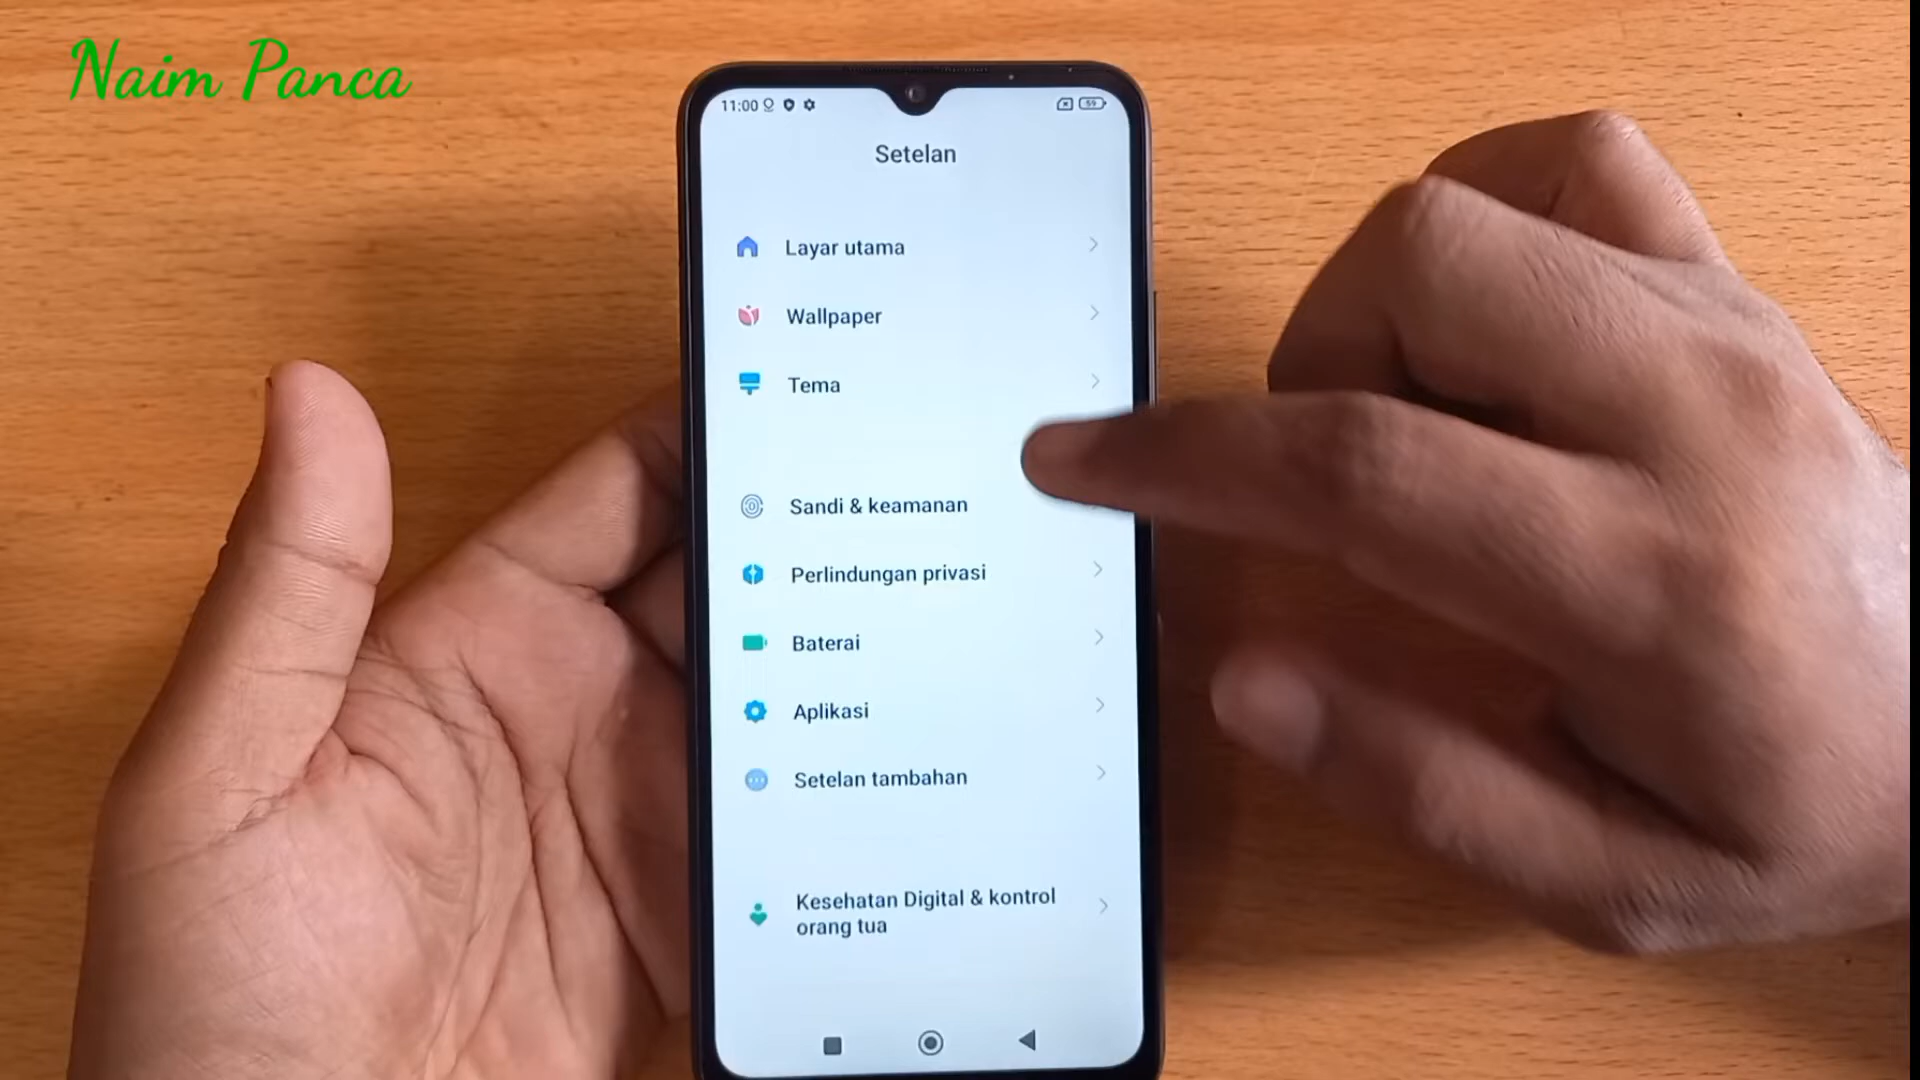 Naim Panca
11:00
59
Setelan
Layar utama
Wallpaper
Tema
Sandi & keamanan
Perlindungan privasi
Baterai
Aplikasi
Setelan tambahan
Kesehatan Digital & kontrol
orang tua